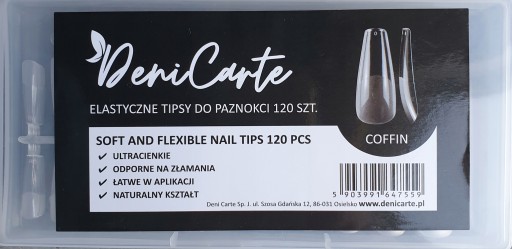 DeniCarte
ELASTYCZNE TIPSY DO PAZNOKCI 120 SZT.
SOFT AND FLEXIBLE NAIL TIPS 120 PCS
✓ ULTRACIENKIE
✓ ODPORNE NA ZŁAMANIA
✓ ŁATWE W APLIKACJI
✓ NATURALNY KSZTAŁT
COFFIN
5 903991 647559
Deni Carte Sp. J. ul. Szosa Gdańska 12, 86-031 Osielsko www.denicarte.pl